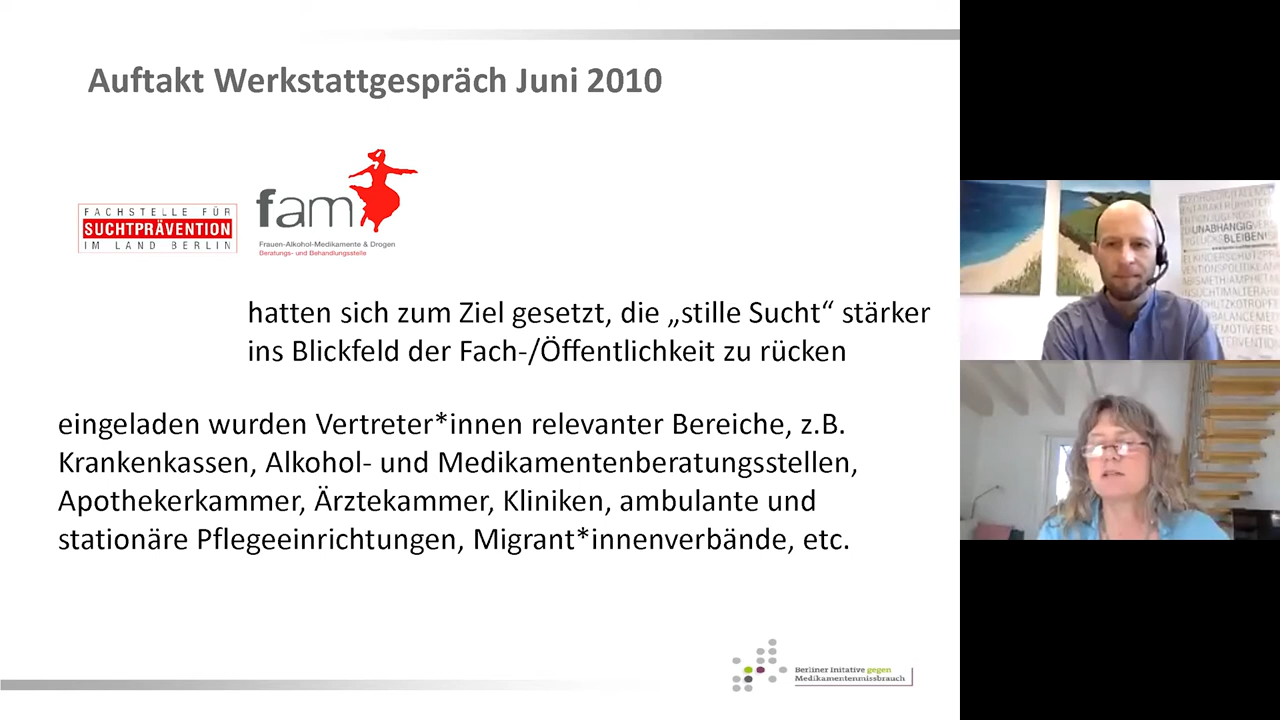 Auftakt Werkstattgespräch Juni 2010
FACHSTELLE FÜR
SUCHTPRÄVENTION
IM LAND BERLIN
fam
Frauen-Alkohol-Medikamente & Drogen
Beratungs- und Behandlungsstelle
hatten sich zum Ziel gesetzt, die „stille Sucht“ stärker
ins Blickfeld der Fach-/Öffentlichkeit zu rücken
eingeladen wurden Vertreter*innen relevanter Bereiche, z.B.
Krankenkassen, Alkohol- und Medikamentenberatungsstellen,
Apothekerkammer, Ärztekammer, Kliniken, ambulante und
stationäre Pflegeeinrichtungen, Migrant*innenverbände, etc.
Berliner Initative gegen
Medikamentenmissbrauch
UNABHÄNGIG
BLEIBEN!